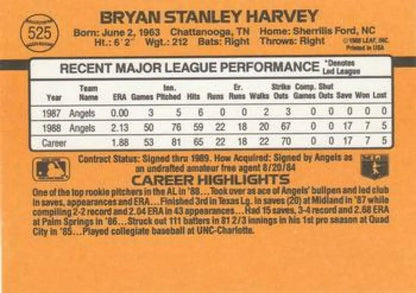 525
BRYAN STANLEY HARVEY
Born: June 2, 1963 Chattanooga, TN Home: Sherrills Ford, NC
Ht.: 6' 2" Wgt.: 212 Bats: Right Throws: Right
© 1988 LEAF, INC.
Printed in USA
RECENT MAJOR LEAGUE PERFORMANCE *Denotes Led League
Year Team Name ERA Games Inn. Pitched Hits Runs Er. Runs Walks Strike Outs Comp. Games Shut Outs Saves Won Lost
1987 Angels 0.00 3 5 6 0 0 2 3 0 0 0 0 0
1988 Angels 2.13 50 76 59 22 18 20 67 0 0 17 7 5
Career 1.88 53 81 65 22 18 22 70 0 0 17 7 5
Contract Status: Signed thru 1989. How Acquired: Signed by Angels as
an undrafted amateur free agent 8/20/84
CAREER HIGHLIGHTS
One of the top rookie pitchers in the AL in '88...Took over as ace of Angels' bullpen and led club
in saves, appearances and ERA...Finished 3rd in Texas Lg. in saves (20) at Midland in '87 while
compiling 2-2 record and 2.04 ERA in 43 appearances...Had 15 saves, 3-4 record and 2.68 ERA
at Palm Springs in '86...Struck out 111 batters in 81 2/3 innings in his 1st pro season at Quad
City in '85...Played collegiate baseball at UNC-Charlotte.